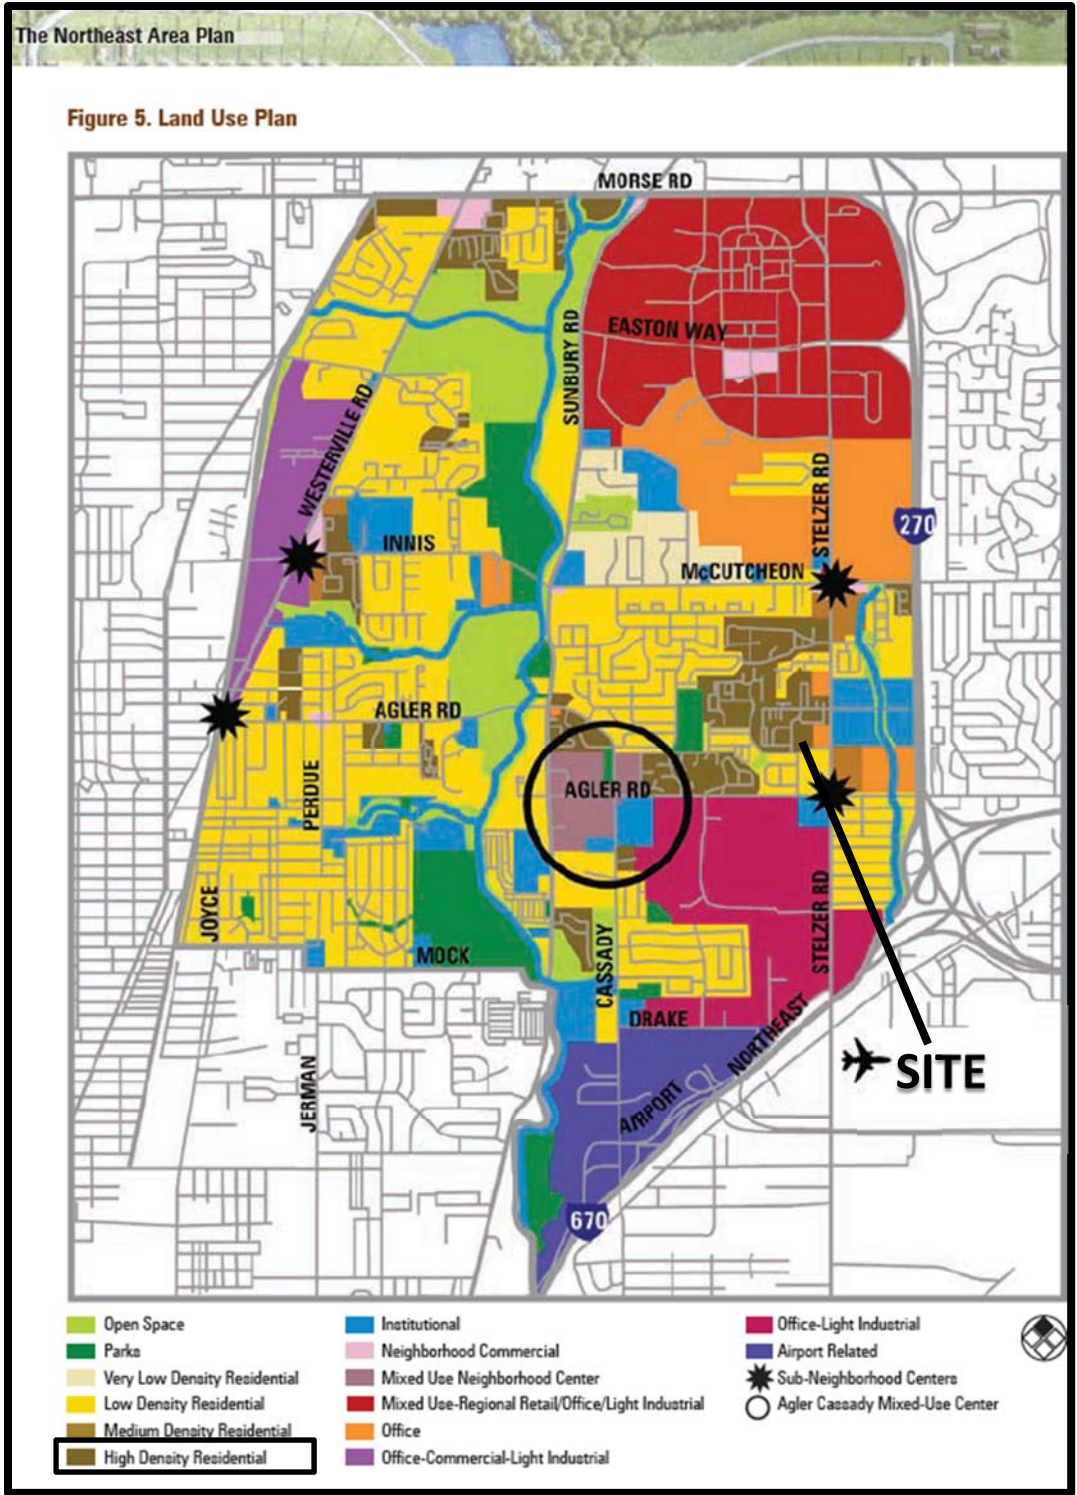 The Northeast Area Plan
Figure 5. Land Use Plan
MORSE RD
EASTON WAY
SUNBURY RD
WESTERVILLE RD
STELZER RD
270
INNIS
McCUTCHEON
AGLER RD
AGLER RD
PERDUE
JOYCE
STELZER RD
MOCK
CASSADY
DRAKE
NORTHEAST
JERMAN
AIRPORT
SITE
670
Open Space
Parks
Very Low Density Residential
Low Density Residential
Medium Density Residential
High Density Residential
Institutional
Neighborhood Commercial
Mixed Use Neighborhood Center
Mixed Use-Regional Retail/Office/Light Industrial
Office
Office-Commercial-Light Industrial
Office-Light Industrial
Airport Related
Sub-Neighborhood Centers
Agler Cassady Mixed-Use Center